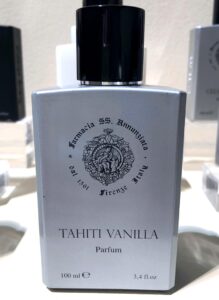 Farmacia SS. Annunziata
dal 1561 Firenze Italy
TAHITI VANILLA
Parfum
100 ml ℮ 3,4 fl.oz